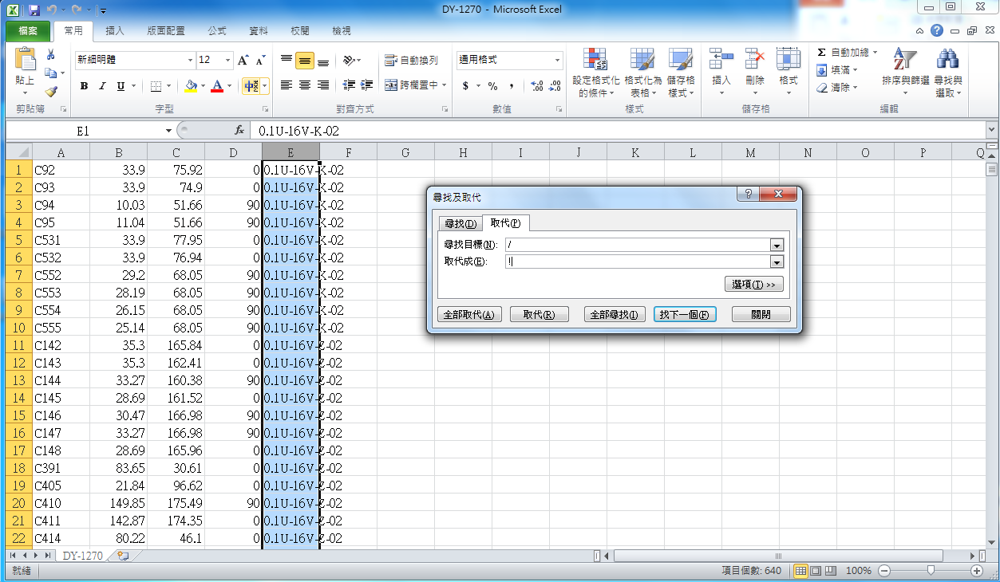 DY-1270 - Microsoft Excel
檔案 常用 插入 版面配置 公式 資料 校閱 檢視
貼上
剪貼簿
新細明體 12
B I U
字型
自動換列
跨欄置中
對齊方式
通用格式
$ % ,
數值
設定格式化的條件
格式化為表格
儲存格樣式
樣式
插入 刪除 格式
儲存格
Σ 自動加總
填滿
清除
排序與篩選
尋找與選取
編輯
E1 fx 0.1U-16V-K-02
A B C D E F G H I J K L M N O P Q
1 C92 33.9 75.92 0 0.1U-16V-K-02
2 C93 33.9 74.9 0 0.1U-16V-K-02
3 C94 10.03 51.66 90 0.1U-16V-K-02
4 C95 11.04 51.66 90 0.1U-16V-K-02
5 C531 33.9 77.95 0 0.1U-16V-K-02
6 C532 33.9 76.94 0 0.1U-16V-K-02
7 C552 29.2 68.05 90 0.1U-16V-K-02
8 C553 28.19 68.05 90 0.1U-16V-K-02
9 C554 26.15 68.05 90 0.1U-16V-K-02
10 C555 25.14 68.05 90 0.1U-16V-K-02
11 C142 35.3 165.84 0 0.1U-16V-Z-02
12 C143 35.3 162.41 0 0.1U-16V-Z-02
13 C144 33.27 160.38 90 0.1U-16V-Z-02
14 C145 28.69 161.52 0 0.1U-16V-Z-02
15 C146 30.47 166.98 90 0.1U-16V-Z-02
16 C147 33.27 166.98 90 0.1U-16V-Z-02
17 C148 28.69 165.96 0 0.1U-16V-Z-02
18 C391 83.65 30.61 0 0.1U-16V-Z-02
19 C405 21.84 96.62 0 0.1U-16V-Z-02
20 C410 149.85 175.49 90 0.1U-16V-Z-02
21 C411 142.87 174.35 0 0.1U-16V-Z-02
22 C414 80.22 46.1 0 0.1U-16V-Z-02
尋找及取代
尋找(D) 取代(P)
尋找目標(N): /
取代成(E): !
選項(T) >>
全部取代(A) 取代(R) 全部尋找(I) 找下一個(F) 關閉
DY-1270
就緒 項目個數: 640 100%